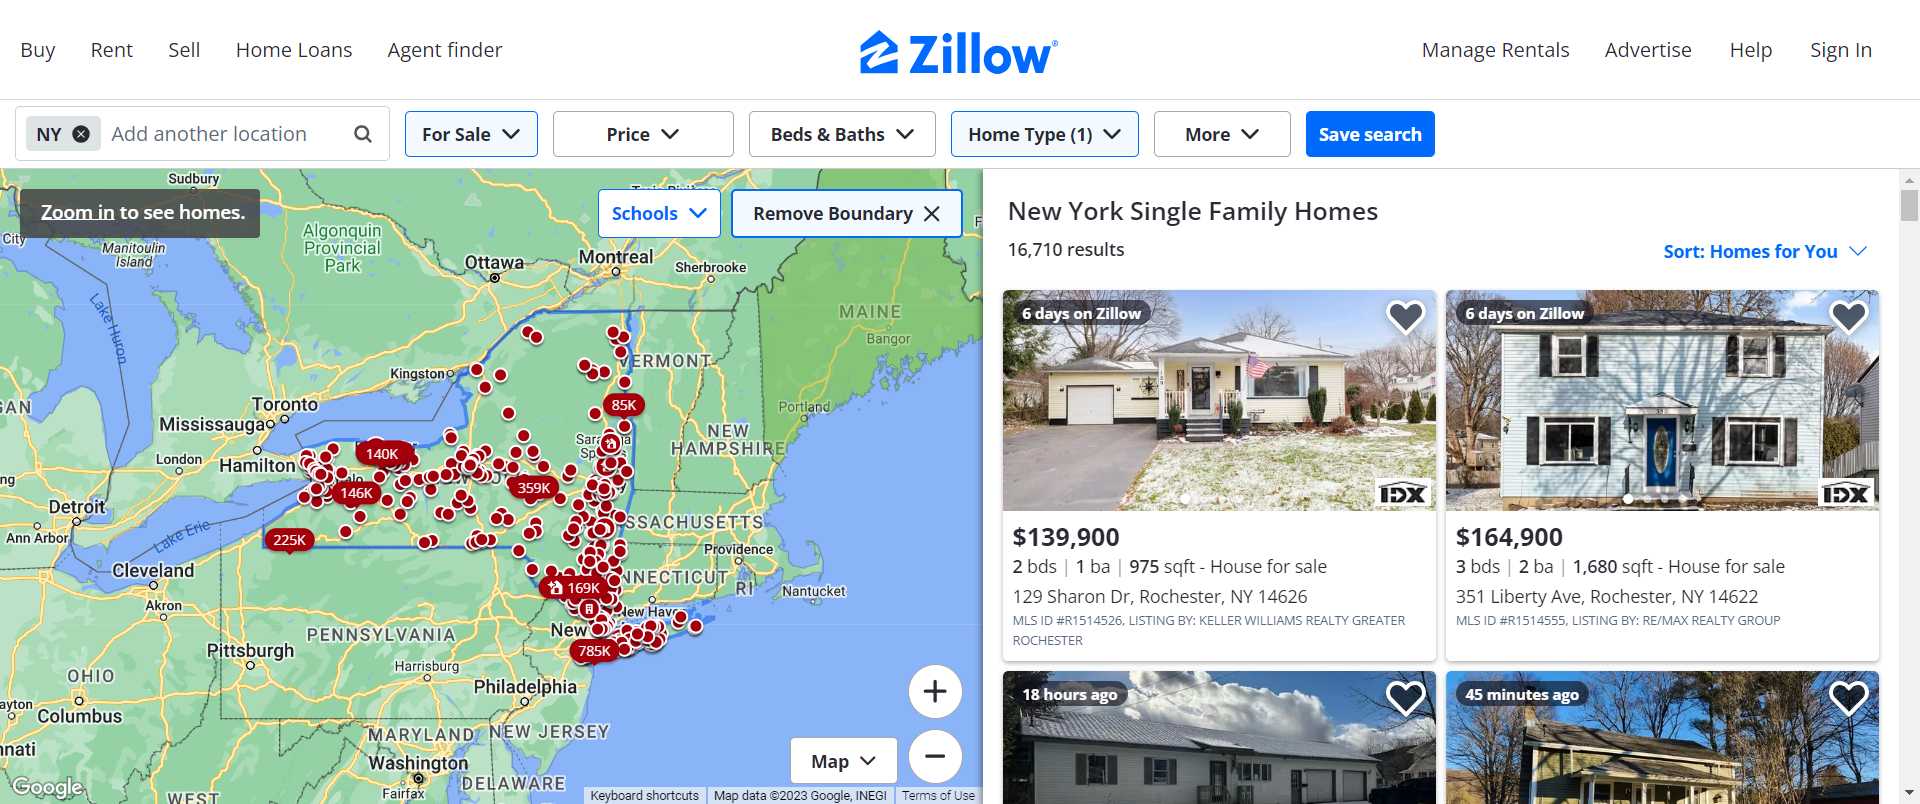 Buy
Rent
Sell
Home Loans
Agent finder
Zillow
Manage Rentals
Advertise
Help
Sign In
NY
Add another location
For Sale
Price
Beds & Baths
Home Type (1)
More
Save search
Zoom in to see homes.
Schools
Remove Boundary
Sudbury
City
Manitoulin
Island
Algonquin
Provincial
Park
Ottawa
Montreal
Sherbrooke
Lake Huron
MAINE
Bangor
VERMONT
Kingston
Toronto
85K
Portland
Mississauga
NEW
HAMPSHIRE
140K
London
Hamilton
146K
359K
Detroit
Ann Arbor
Lake Erie
225K
SSACHUSETTS
Providence
Cleveland
NNECTICUT
RI
Nantucket
169K
Akron
New Haven
New
PENNSYLVANIA
785K
Pittsburgh
Harrisburg
OHIO
Philadelphia
Columbus
MARYLAND
NEW JERSEY
Washington
Map
DELAWARE
Fairfax
WEST
Google
Keyboard shortcuts
Map data ©2023 Google, INEGI
Terms of Use
New York Single Family Homes
16,710 results
Sort: Homes for You
6 days on Zillow
IDX
$139,900
2 bds | 1 ba | 975 sqft - House for sale
129 Sharon Dr, Rochester, NY 14626
MLS ID #R1514526, LISTING BY: KELLER WILLIAMS REALTY GREATER
ROCHESTER
6 days on Zillow
IDX
$164,900
3 bds | 2 ba | 1,680 sqft - House for sale
351 Liberty Ave, Rochester, NY 14622
MLS ID #R1514555, LISTING BY: RE/MAX REALTY GROUP
18 hours ago
45 minutes ago